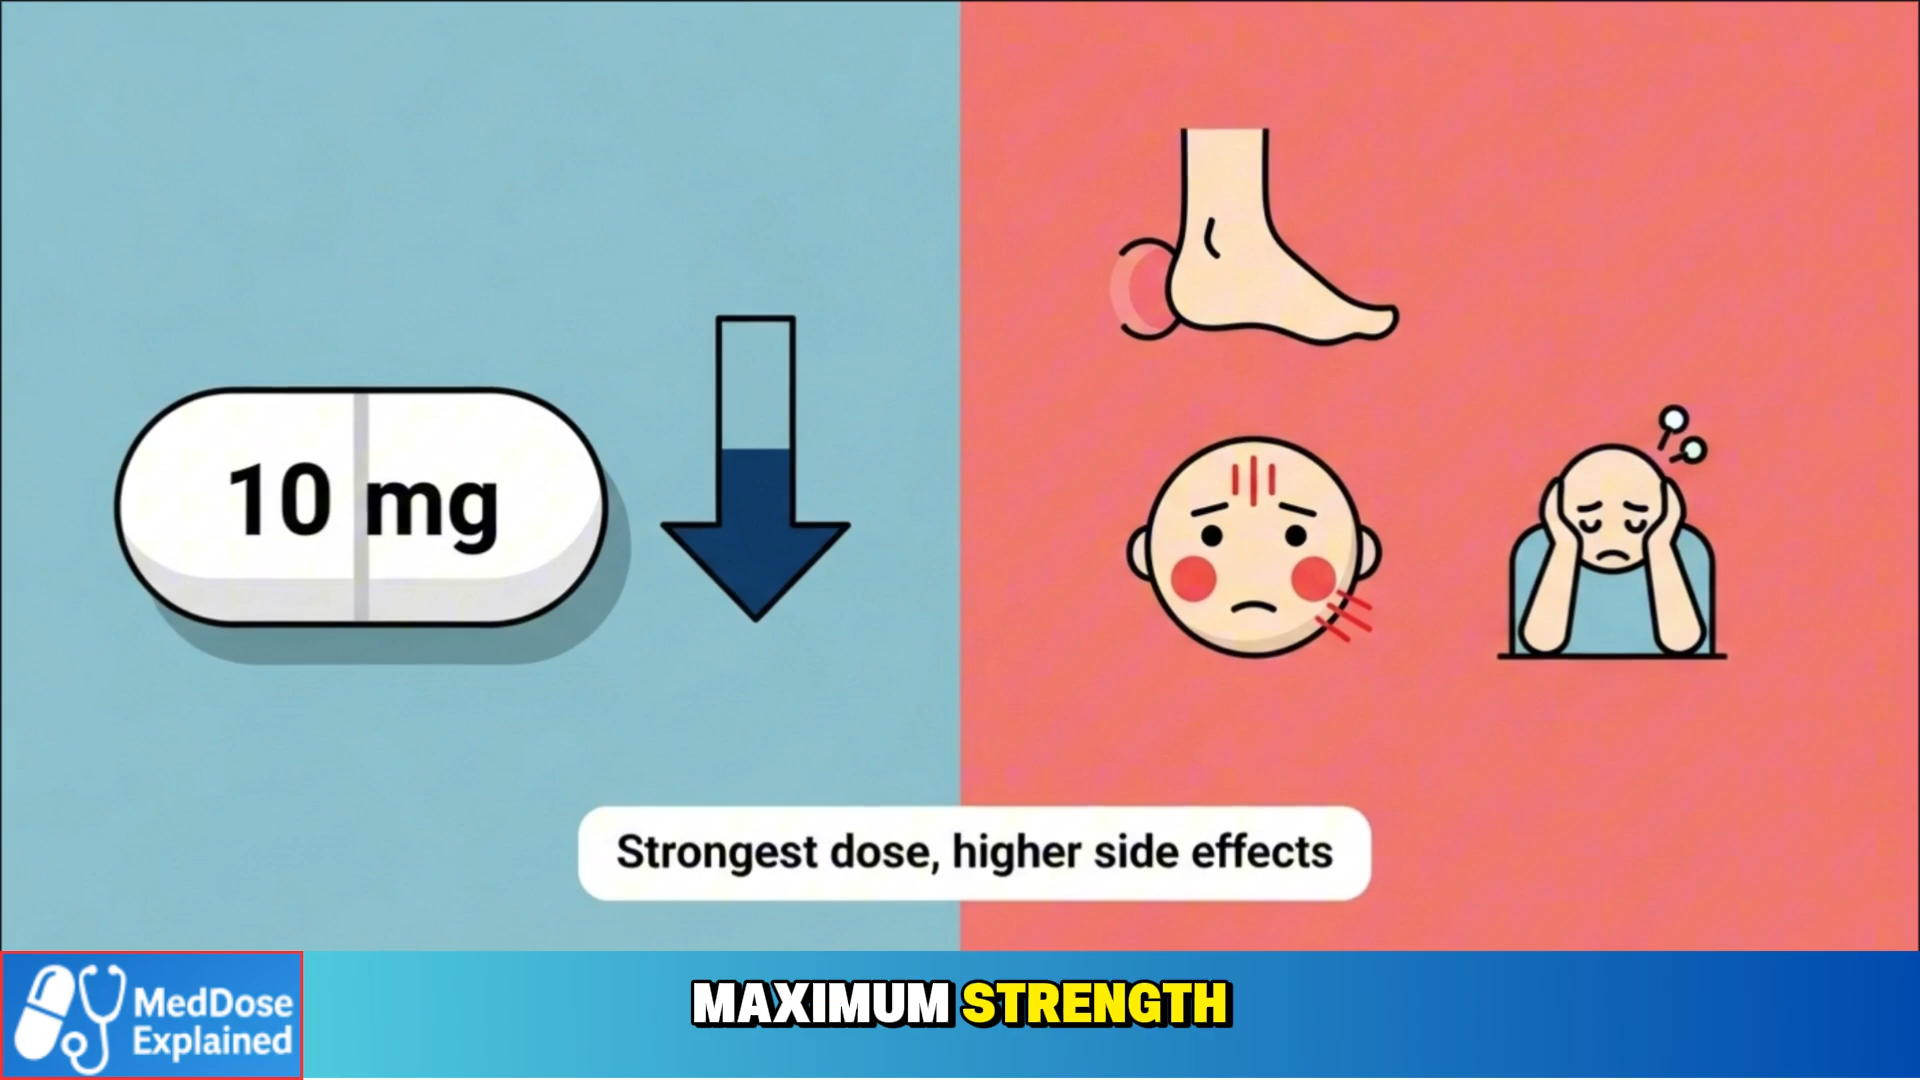 10 mg
Strongest dose, higher side effects
MedDose
Explained
MAXIMUM STRENGTH